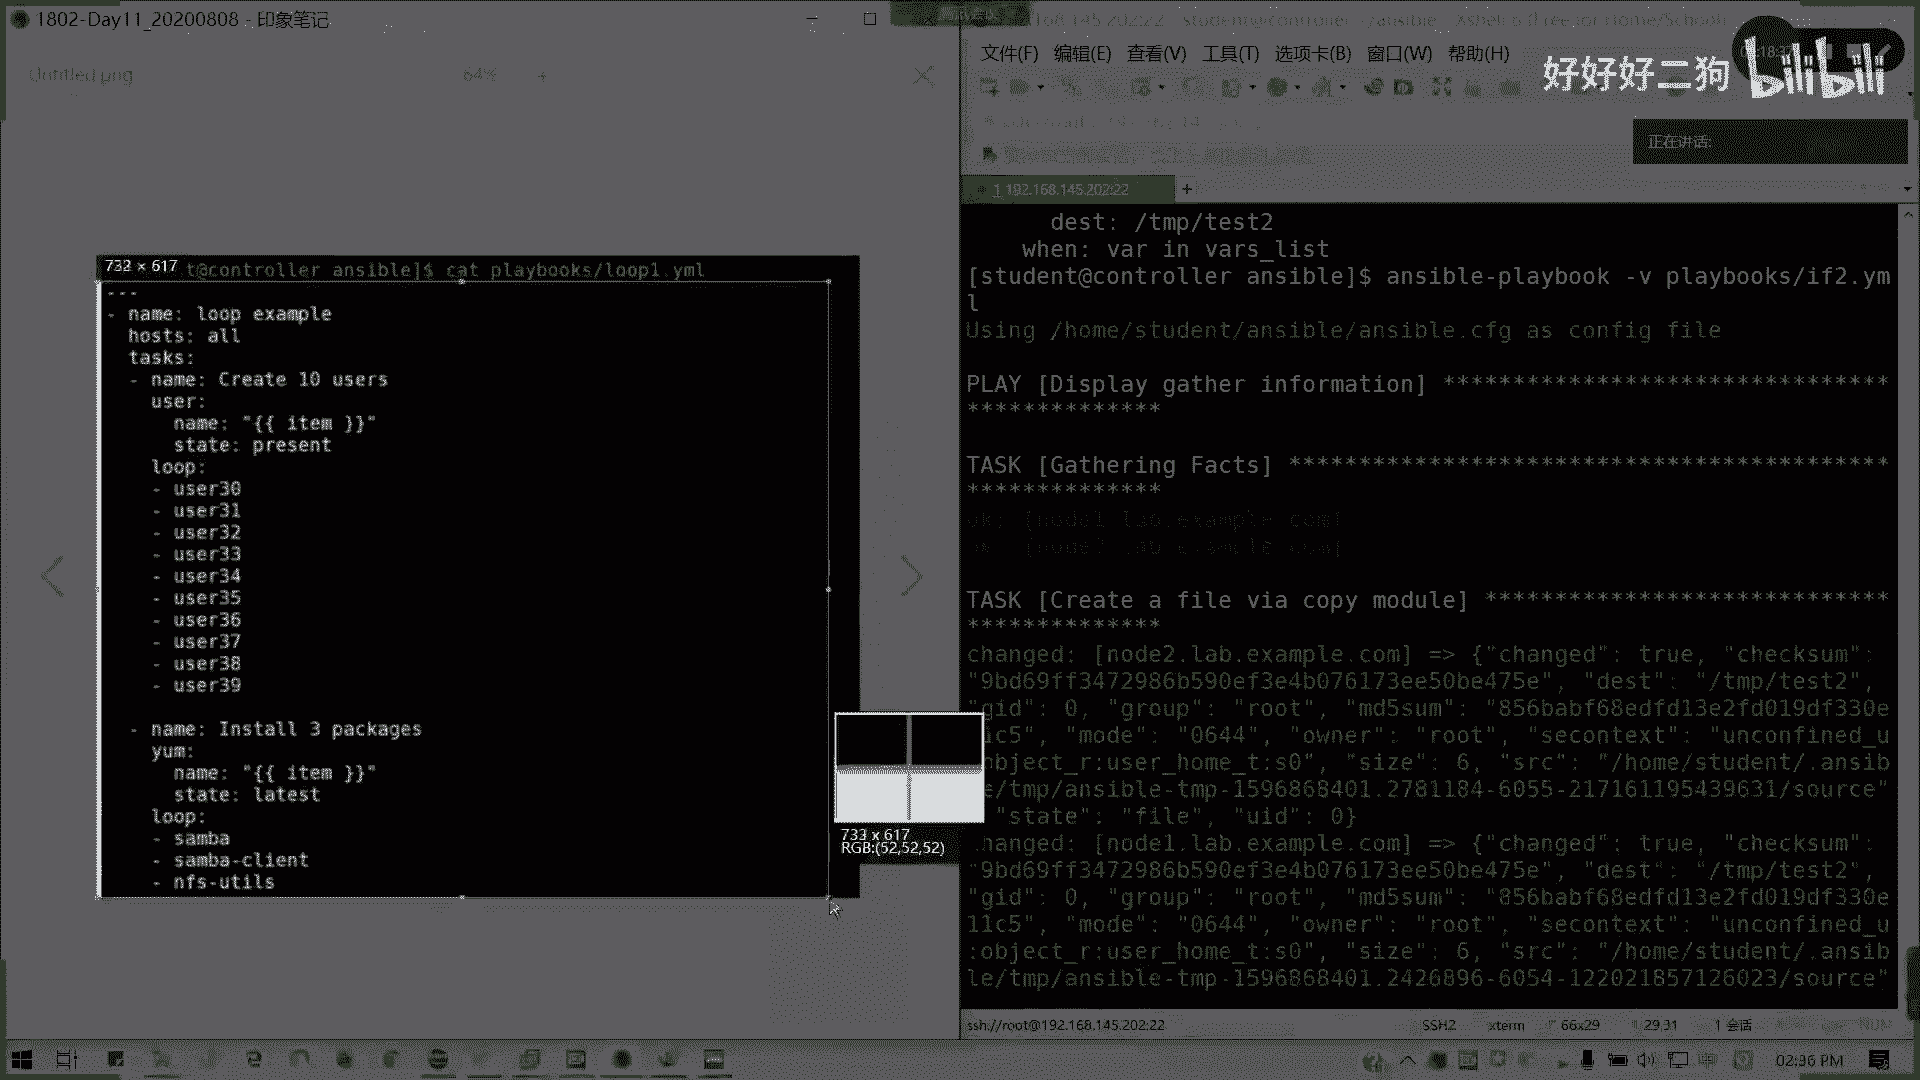 1802-Day11_20200808 - 印象笔记
Untitled.png
64%
+
732 × 617
t@controller ansible]$ cat playbooks/loop1.yml
---
- name: loop example
hosts: all
tasks:
- name: Create 10 users
user:
name: "{{ item }}"
state: present
loop:
- user30
- user31
- user32
- user33
- user34
- user35
- user36
- user37
- user38
- user39
- name: Install 3 packages
yum:
name: "{{ item }}"
state: latest
loop:
- samba
- samba-client
- nfs-utils
733 x 617
RGB:(52,52,52)
文件(F) 编辑(E) 查看(V) 工具(T) 选项卡(B) 窗口(W) 帮助(H)
好好好二狗 bilibili
正在讲话:
1 192.168.145.202:22
+
dest: /tmp/test2
when: var in vars_list
[student@controller ansible]$ ansible-playbook -v playbooks/if2.ym
l
Using /home/student/ansible/ansible.cfg as config file
PLAY [Display gather information] *********************************
**************
TASK [Gathering Facts] ********************************************
**************
ok: [node1.lab.example.com]
ok: [node2.lab.example.com]
TASK [Create a file via copy module] ******************************
**************
changed: [node2.lab.example.com] => {"changed": true, "checksum":
"9bd69ff3472986b590ef3e4b076173ee50be475e", "dest": "/tmp/test2",
"gid": 0, "group": "root", "md5sum": "856babf68edfd13e2fd019df330e
11c5", "mode": "0644", "owner": "root", "secontext": "unconfined_u
:object_r:user_home_t:s0", "size": 6, "src": "/home/student/.ansib
le/tmp/ansible-tmp-1596868401.2781184-6055-217161195439631/source"
, "state": "file", "uid": 0}
changed: [node1.lab.example.com] => {"changed": true, "checksum":
"9bd69ff3472986b590ef3e4b076173ee50be475e", "dest": "/tmp/test2",
"gid": 0, "group": "root", "md5sum": "856babf68edfd13e2fd019df330e
11c5", "mode": "0644", "owner": "root", "secontext": "unconfined_u
:object_r:user_home_t:s0", "size": 6, "src": "/home/student/.ansib
le/tmp/ansible-tmp-1596868401.2426896-6054-122021857126023/source"
ssh://root@192.168.145.202:22 SSH2 xterm 66x29 29,31 1 会话 NUM
02:36 PM